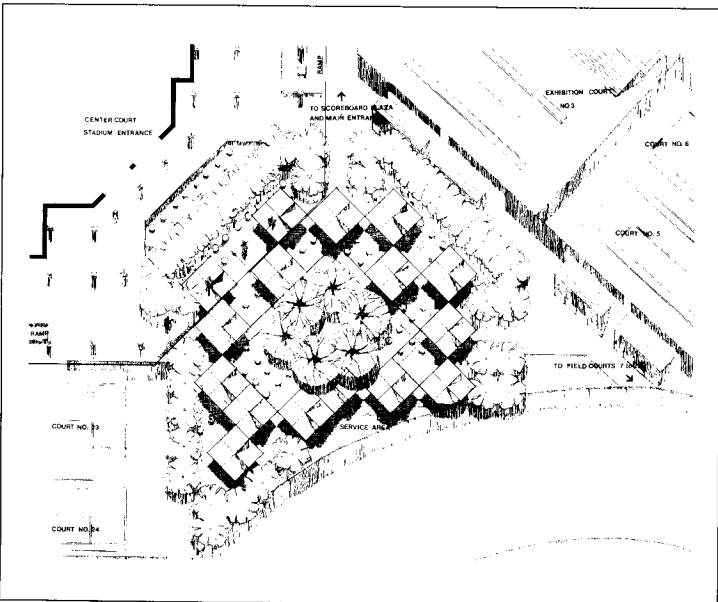 RAMP
EXHIBITION COURT
NO.3
TO SCOREBOARD PLAZA
AND MAIN ENTRANCE
CENTER COURT
STADIUM ENTRANCE
COURT NO. 6
COURT NO. 5
RAMP
TO FIELD COURTS 7
COURT NO. 23
SERVICE AREA
COURT NO. 24